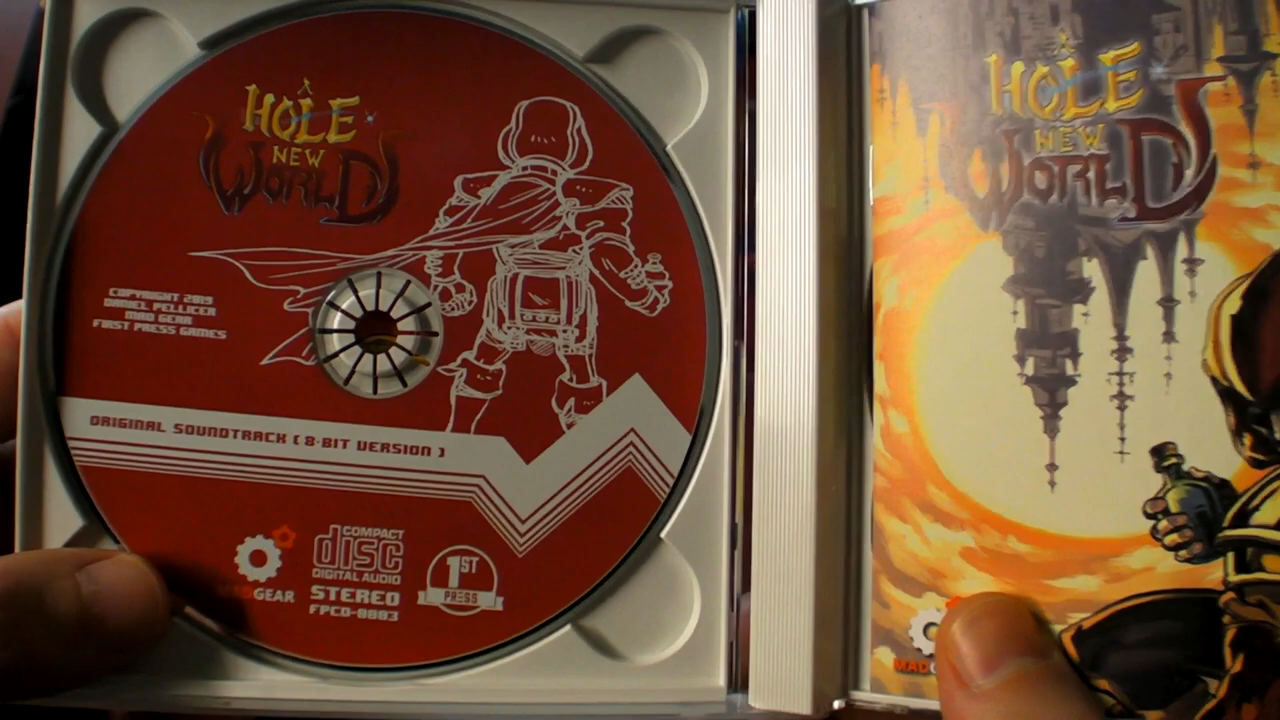 A
HOLE
NEW
WORLD
COPYRIGHT 2019
DANIEL PELLICER
MAD GEAR
FIRST PRESS GAMES
ORIGINAL SOUNDTRACK ( 8-BIT VERSION )
GEAR
COMPACT
disc
DIGITAL AUDIO
STEREO
FPCD-0003
1ST
PRESS
A
HOLE
NEW
WORLD
MAD